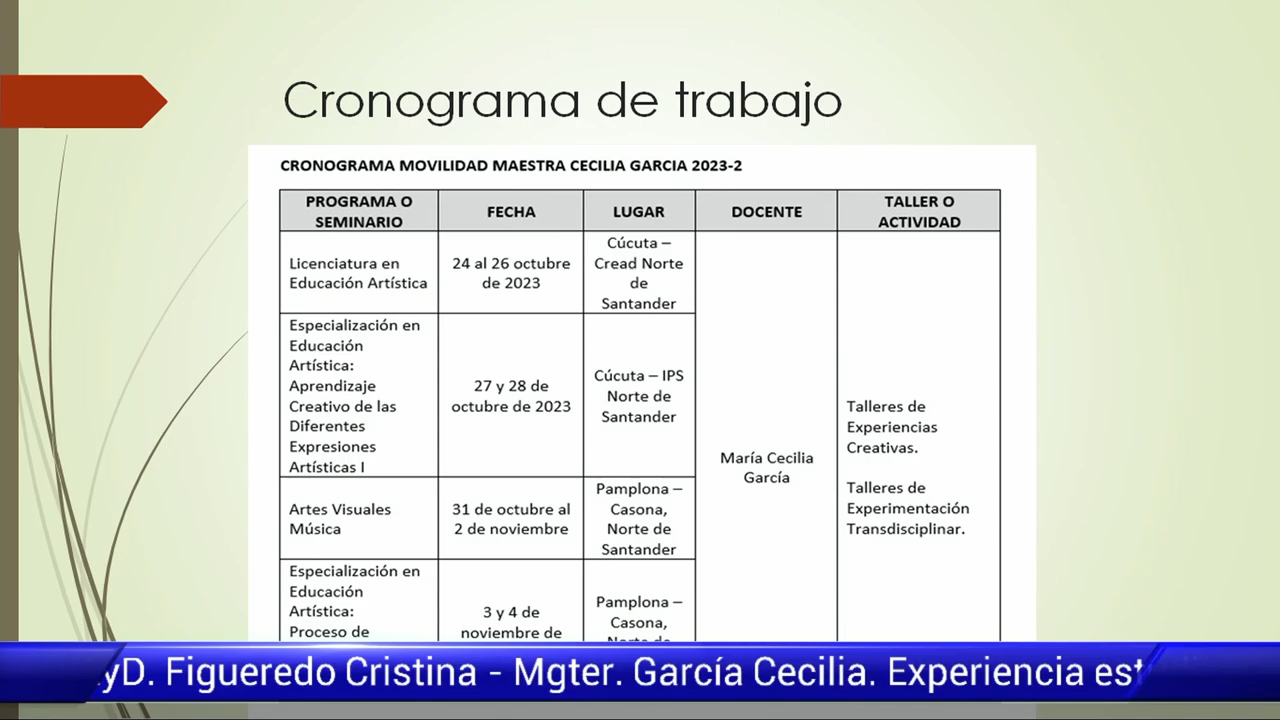 Cronograma de trabajo
CRONOGRAMA MOVILIDAD MAESTRA CECILIA GARCIA 2023-2
PROGRAMA O
SEMINARIO
FECHA
LUGAR
DOCENTE
TALLER O
ACTIVIDAD
Licenciatura en
Educación Artística
24 al 26 octubre
de 2023
Cúcuta –
Cread Norte
de
Santander
Especialización en
Educación
Artística:
Aprendizaje
Creativo de las
Diferentes
Expresiones
Artísticas I
27 y 28 de
octubre de 2023
Cúcuta – IPS
Norte de
Santander
Artes Visuales
Música
31 de octubre al
2 de noviembre
Pamplona –
Casona,
Norte de
Santander
Especialización en
Educación
Artística:
Proceso de
3 y 4 de
noviembre de
Pamplona –
Casona,
Norte de
María Cecilia
García
Talleres de
Experiencias
Creativas.
Talleres de
Experimentación
Transdisciplinar.
yD. Figueredo Cristina - Mgter. García Cecilia. Experiencia est